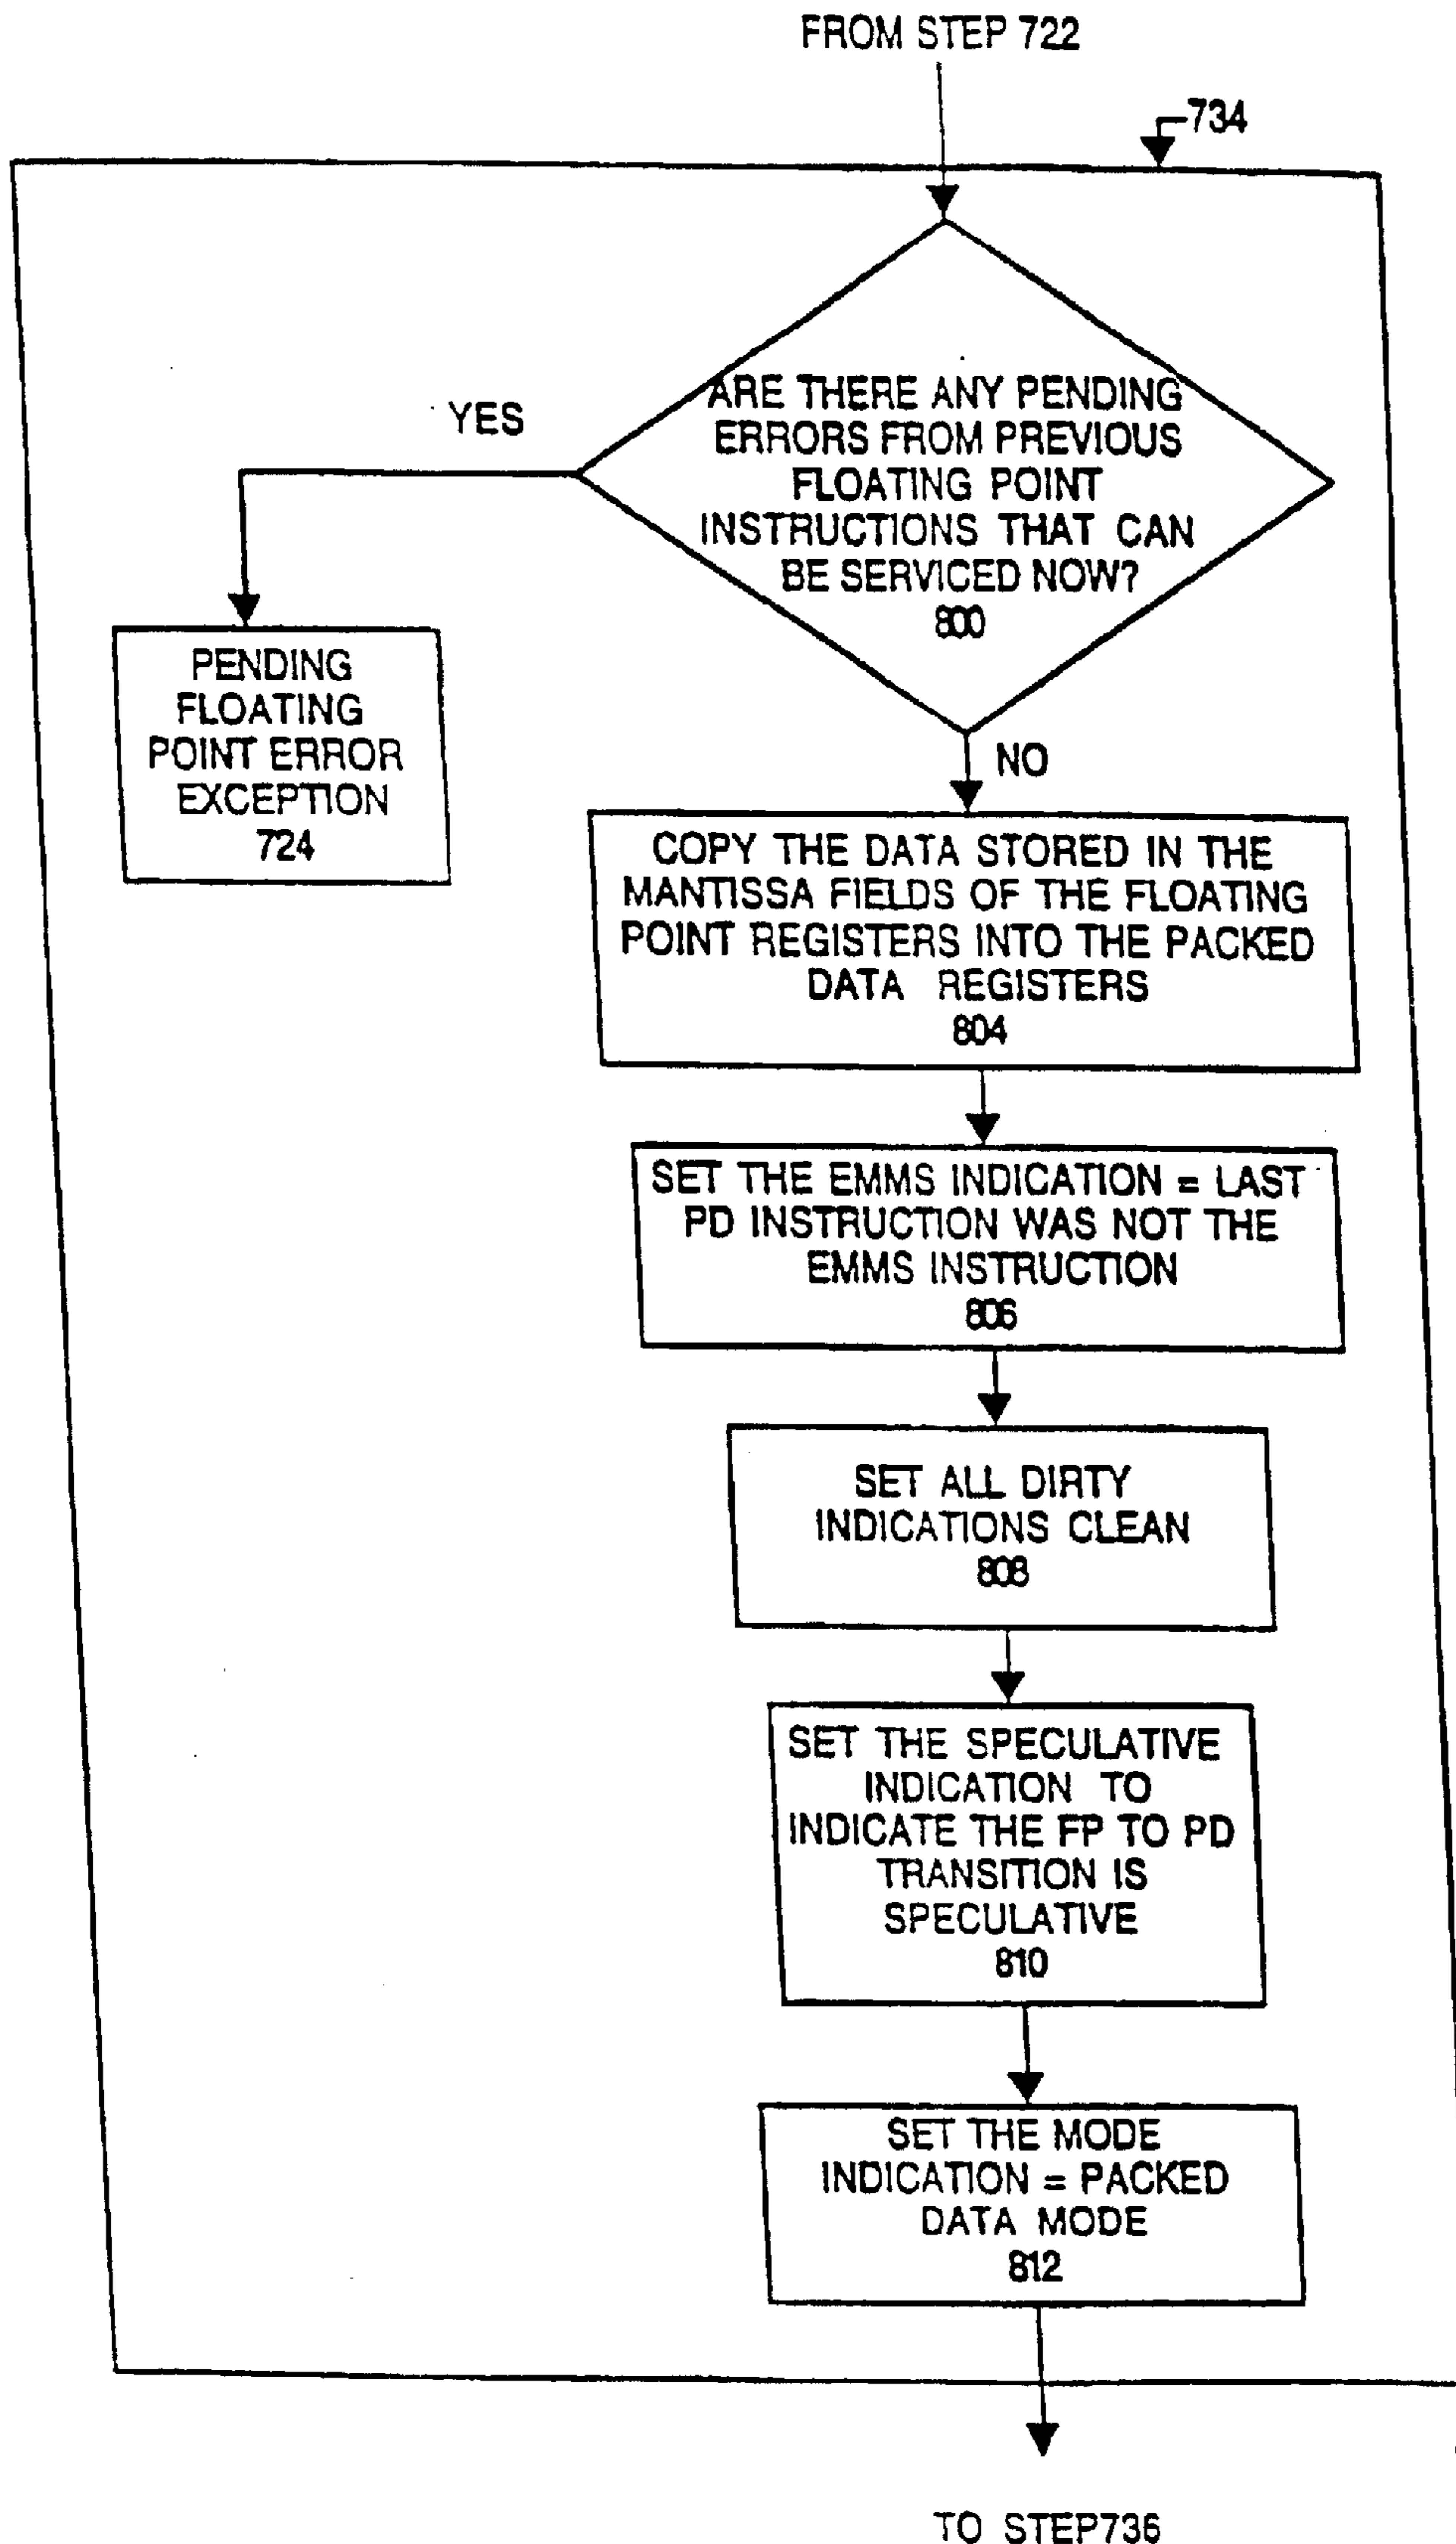 FROM STEP 722
734
ARE THERE ANY PENDING
ERRORS FROM PREVIOUS
FLOATING POINT
INSTRUCTIONS THAT CAN
BE SERVICED NOW?
800
YES
PENDING
FLOATING
POINT ERROR
EXCEPTION
724
NO
COPY THE DATA STORED IN THE
MANTISSA FIELDS OF THE FLOATING
POINT REGISTERS INTO THE PACKED
DATA REGISTERS
804
SET THE EMMS INDICATION = LAST
PD INSTRUCTION WAS NOT THE
EMMS INSTRUCTION
806
SET ALL DIRTY
INDICATIONS CLEAN
808
SET THE SPECULATIVE
INDICATION TO
INDICATE THE FP TO PD
TRANSITION IS
SPECULATIVE
810
SET THE MODE
INDICATION = PACKED
DATA MODE
812
TO STEP736